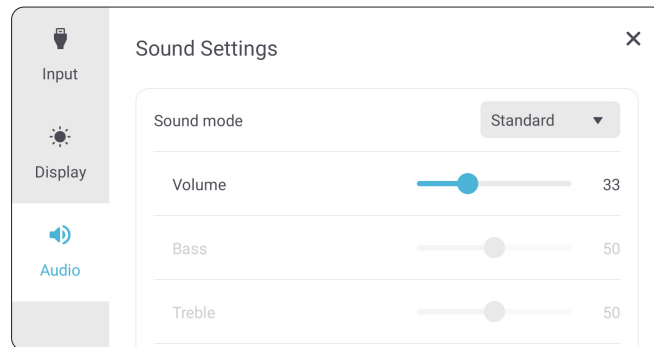 Input
Display
Audio
Sound Settings
Sound mode
Standard
Volume
33
Bass
50
Treble
50